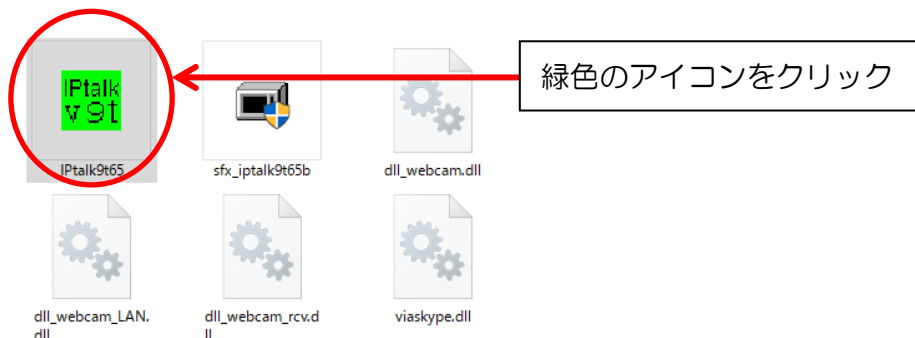 IPtalk
v 9t
緑色のアイコンをクリック
IPtalk9t65
sfx_iptalk9t65b
dll_webcam.dll
dll_webcam_LAN.
dll
dll_webcam_rcv.d
ll
viaskype.dll